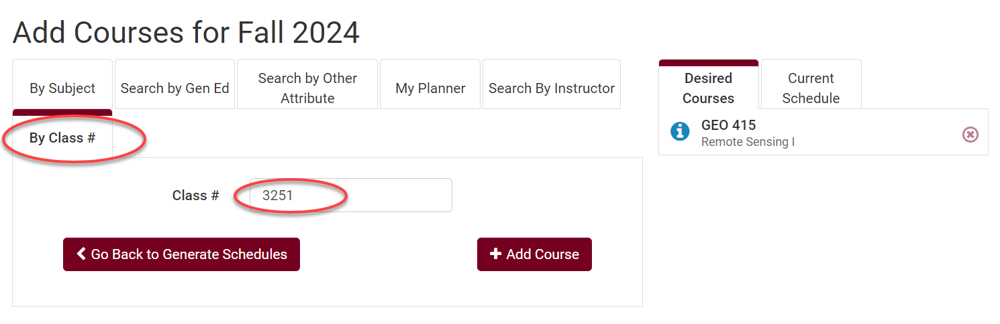 Add Courses for Fall 2024
By Subject
Search by Gen Ed
Search by Other
Attribute
My Planner
Search By Instructor
By Class #
Class #
3251
Go Back to Generate Schedules
Add Course
Desired
Courses
Current
Schedule
GEO 415
Remote Sensing I